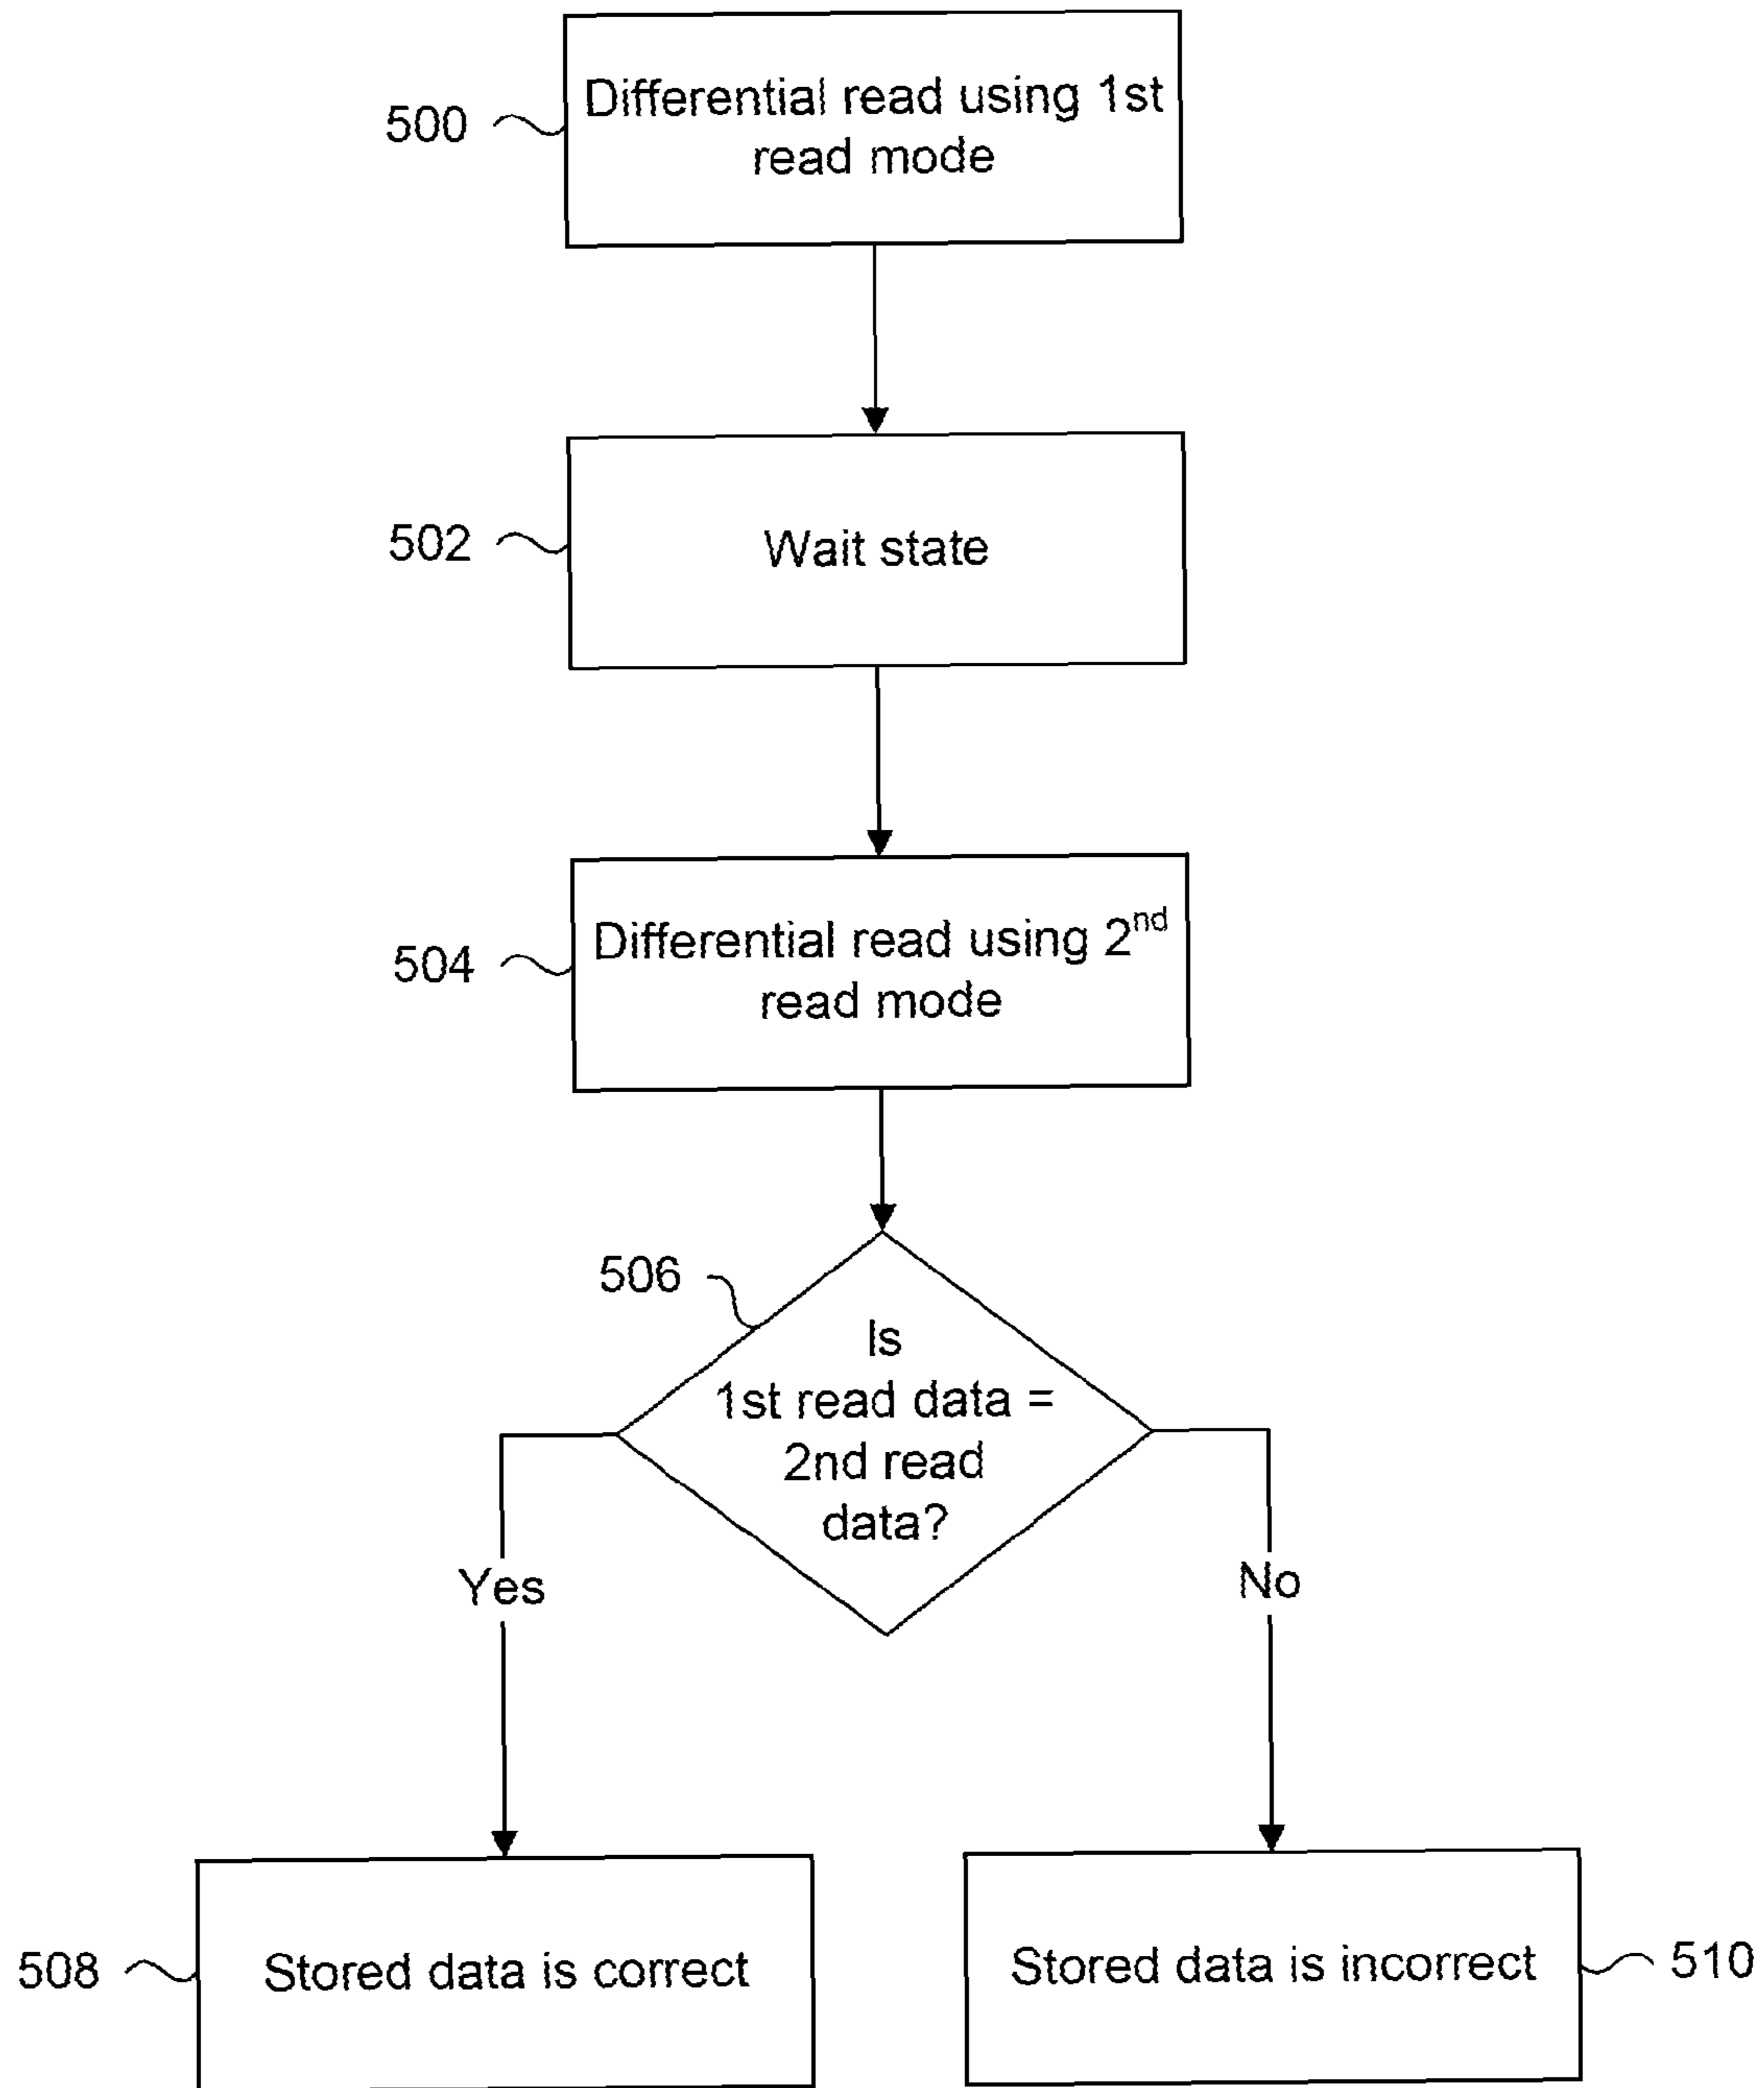 500
Differential read using 1st
read mode
502
Wait state
504
Differential read using 2nd
read mode
506
Is
1st read data =
2nd read
data?
Yes
No
508
Stored data is correct
Stored data is incorrect
510